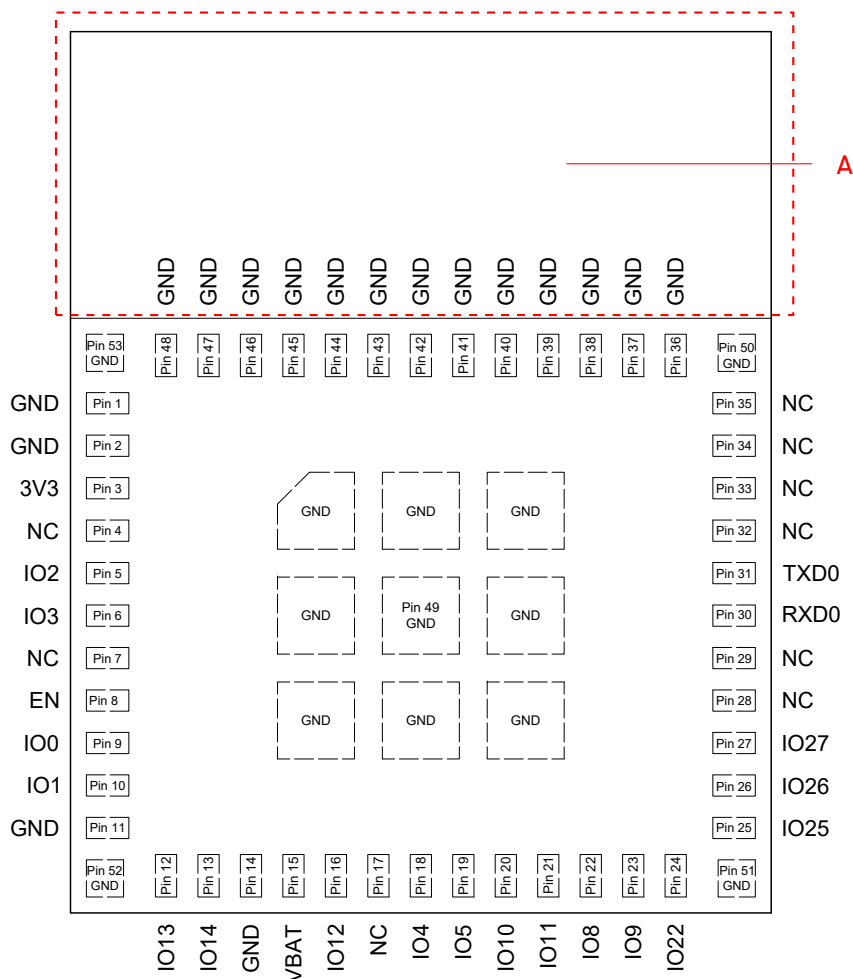 A
GND GND GND GND GND GND GND GND GND GND GND GND GND
Pin 53 GND Pin 48 Pin 47 Pin 46 Pin 45 Pin 44 Pin 43 Pin 42 Pin 41 Pin 40 Pin 39 Pin 38 Pin 37 Pin 36 Pin 50 GND
GND Pin 1 Pin 35 NC
GND Pin 2 Pin 34 NC
3V3 Pin 3 Pin 33 NC
GND GND GND
NC Pin 4 Pin 32 NC
IO2 Pin 5 Pin 31 TXD0
IO3 Pin 6 GND Pin 49 GND GND Pin 30 RXD0
NC Pin 7 Pin 29 NC
EN Pin 8 Pin 28 NC
GND GND GND
IO0 Pin 9 Pin 27 IO27
IO1 Pin 10 Pin 26 IO26
GND Pin 11 Pin 25 IO25
Pin 52 GND Pin 12 Pin 13 Pin 14 Pin 15 Pin 16 Pin 17 Pin 18 Pin 19 Pin 20 Pin 21 Pin 22 Pin 23 Pin 24 Pin 51 GND
IO13 IO14 GND VBAT IO12 NC IO4 IO5 IO10 IO11 IO8 IO9 IO22